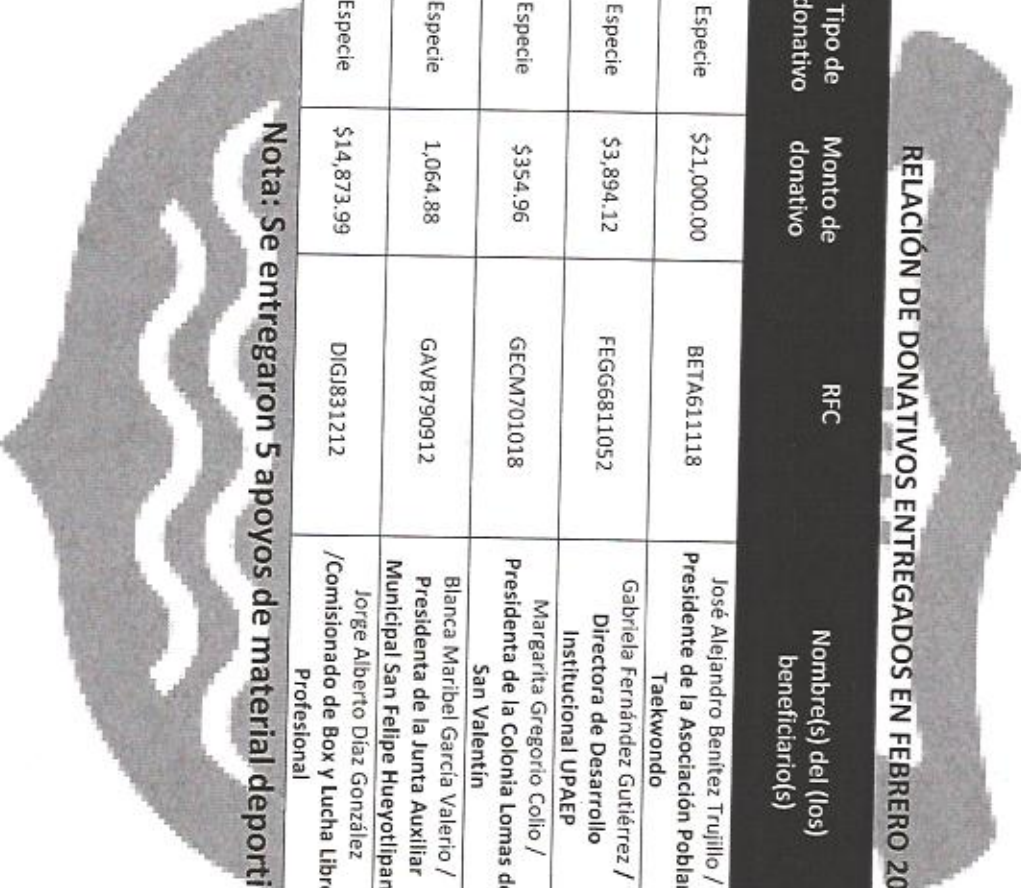 RELACIÓN DE DONATIVOS ENTREGADOS EN FEBRERO 20
Tipo de donativo
Monto de donativo
RFC
Nombre(s) del (los)
beneficiario(s)
Especie
$21,000.00
BETA611118
José Alejandro Benítez Trujillo /
Presidente de la Asociación Poblan
Taekwondo
Especie
$3,894.12
FEGG6811052
Gabriela Fernández Gutiérrez /
Directora de Desarrollo
Institucional UPAEP
Especie
$354.96
GECM701018
Margarita Gregorio Colio /
Presidenta de la Colonia Lomas de
San Valentín
Especie
1,064.88
GAVB790912
Blanca Maribel García Valerio /
Presidenta de la Junta Auxiliar
Municipal San Felipe Hueyotlipan
Especie
$14,873.99
DIGJ831212
Jorge Alberto Díaz González
/Comisionado de Box y Lucha Libre
Profesional
Nota: Se entregaron 5 apoyos de material deporti